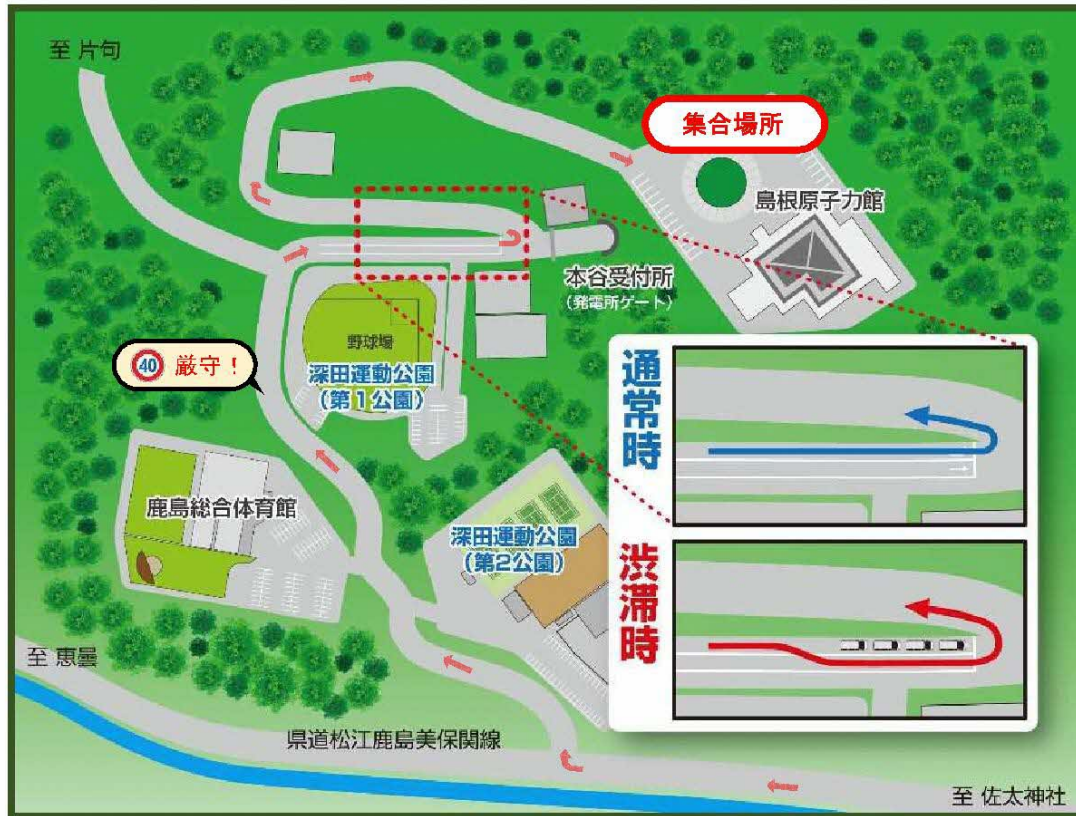 至 片句
集合場所
島根原子力館
本谷受付所
(発電所ゲート)
野球場
深田運動公園
(第1公園)
40 厳守!
鹿島総合体育館
深田運動公園
(第2公園)
通常時
渋滞時
至 恵曇
県道松江鹿島美保関線
至 佐太神社